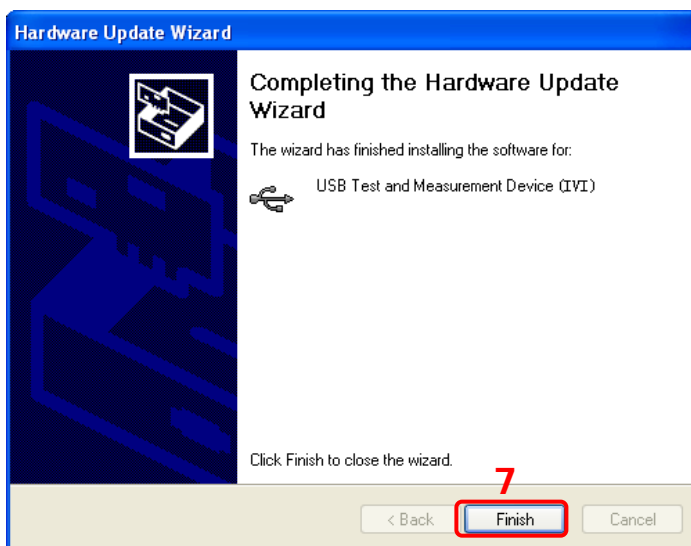 Hardware Update Wizard
Completing the Hardware Update
Wizard
The wizard has finished installing the software for:
USB Test and Measurement Device (IVI)
Click Finish to close the wizard.
7
< Back
Finish
Cancel